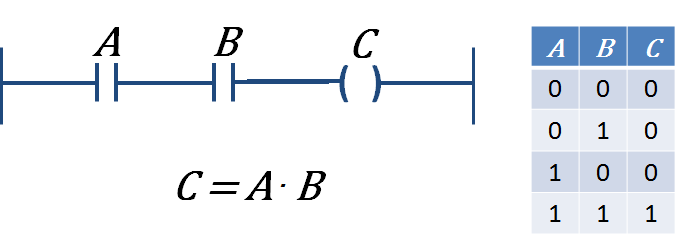 A B C
C = A · B
A B C
0 0 0
0 1 0
1 0 0
1 1 1